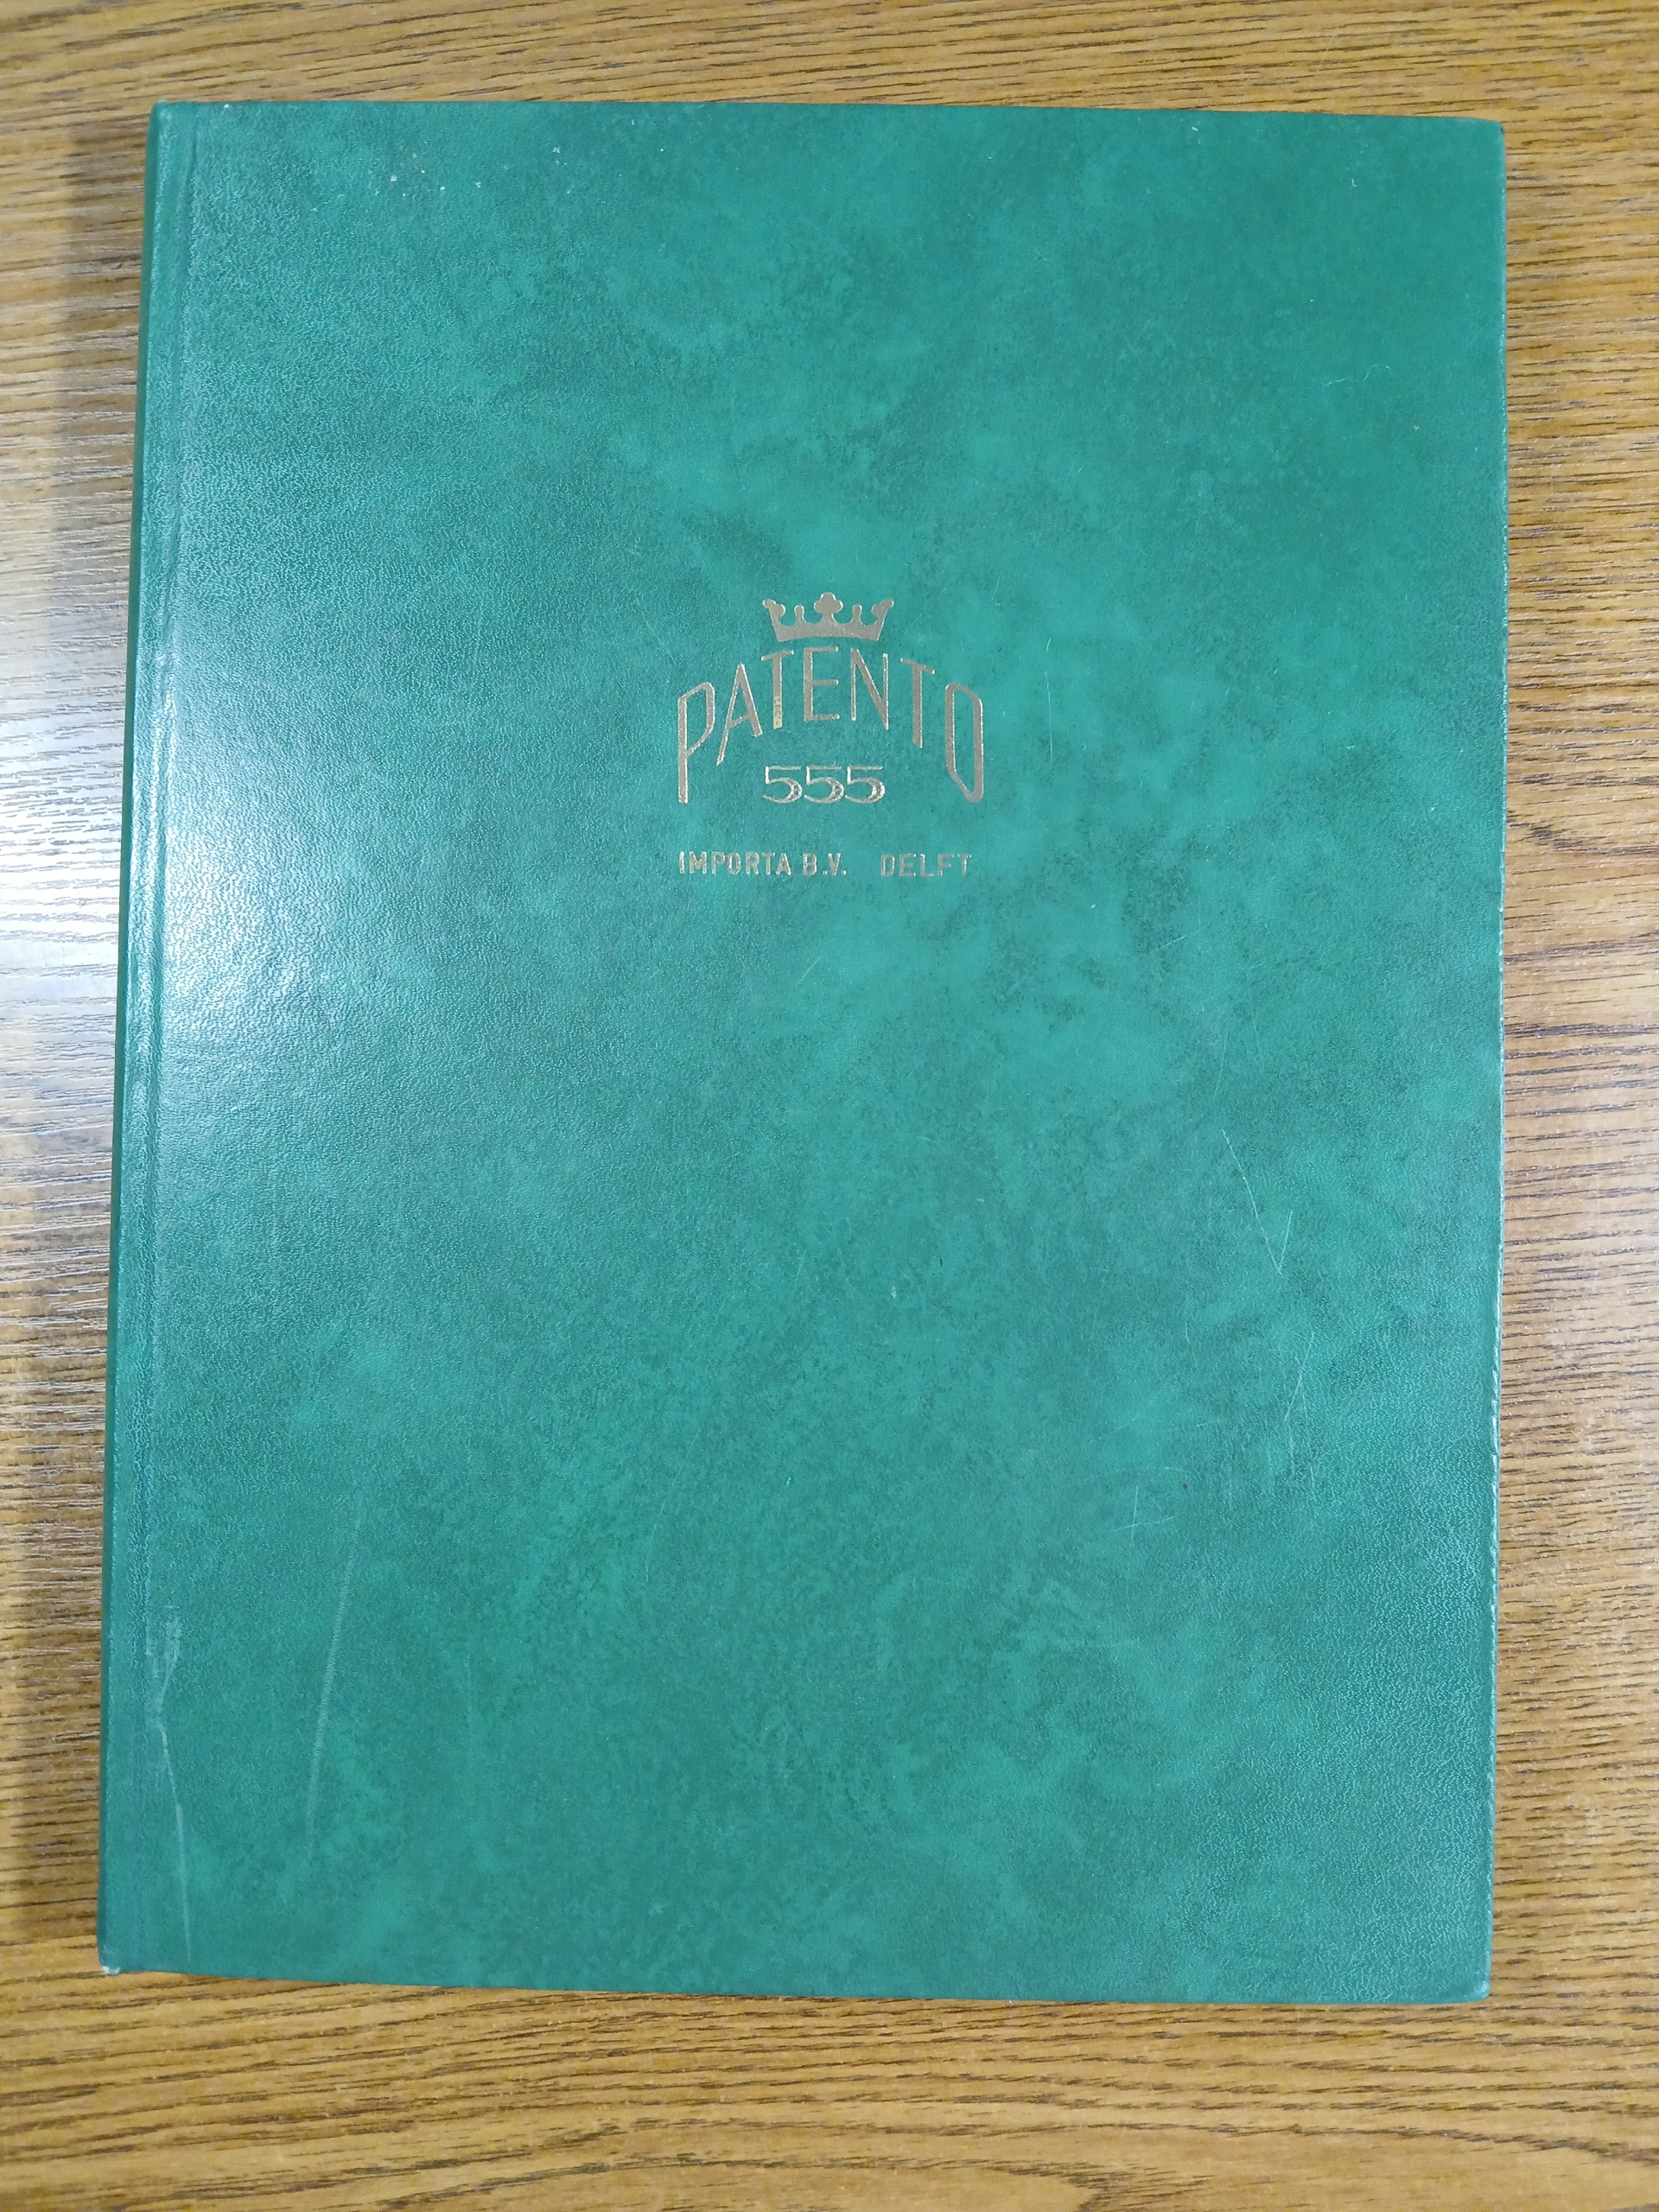 PATENTO
555
IMPORTA B.V. DELFT